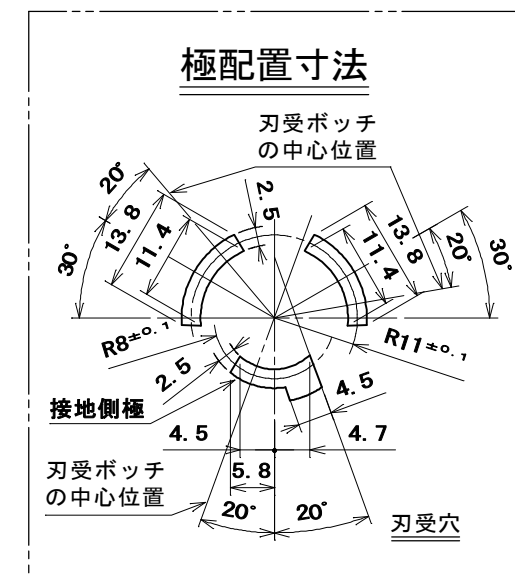 極配置寸法
刃受ボッチ
の中心位置
20°
2.5
13.8
11.4
30°
13.8
11.4
20°
30°
R8±0.1
R11±0.1
2.5
接地側極
4.5
4.5
4.7
刃受ボッチ
の中心位置
5.8
20°
20°
刃受穴